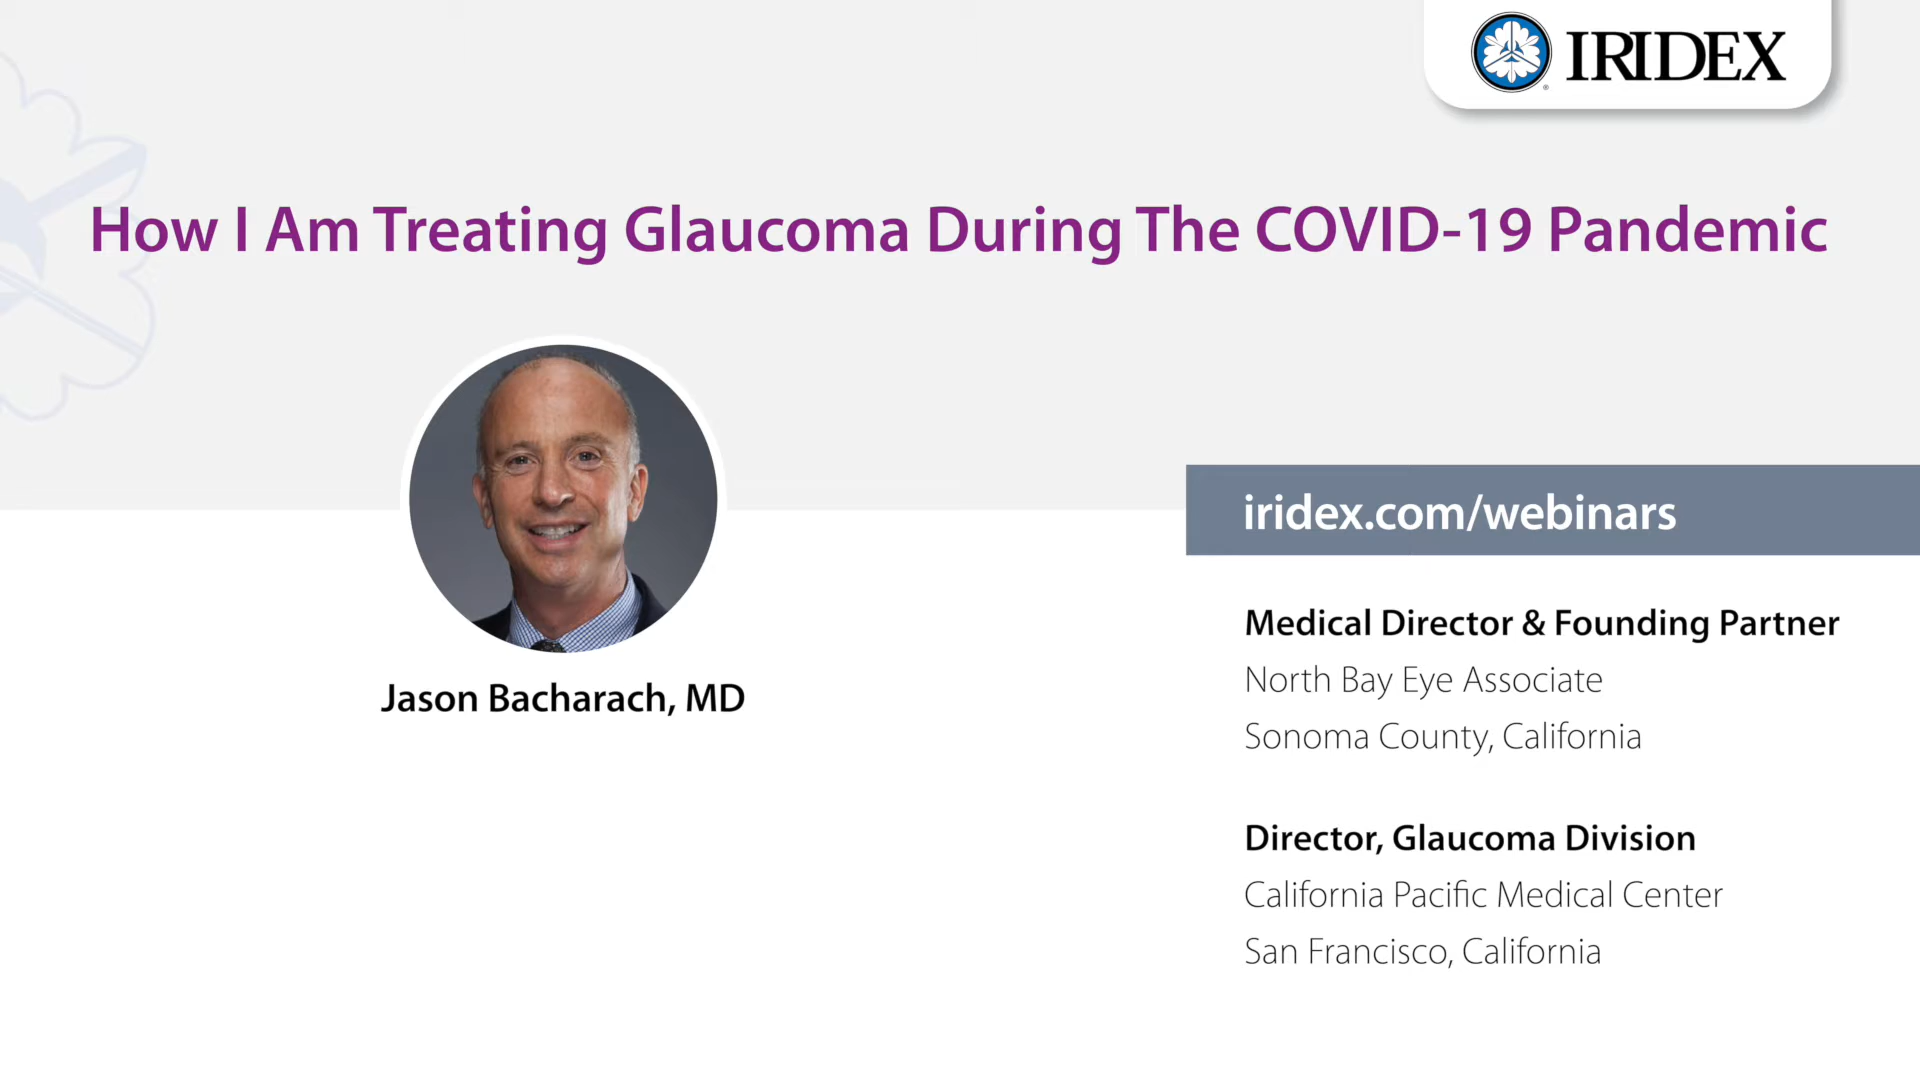 IRIDEX
How I Am Treating Glaucoma During The COVID-19 Pandemic
Jason Bacharach, MD
iridex.com/webinars
Medical Director & Founding Partner
North Bay Eye Associate
Sonoma County, California
Director, Glaucoma Division
California Pacific Medical Center
San Francisco, California